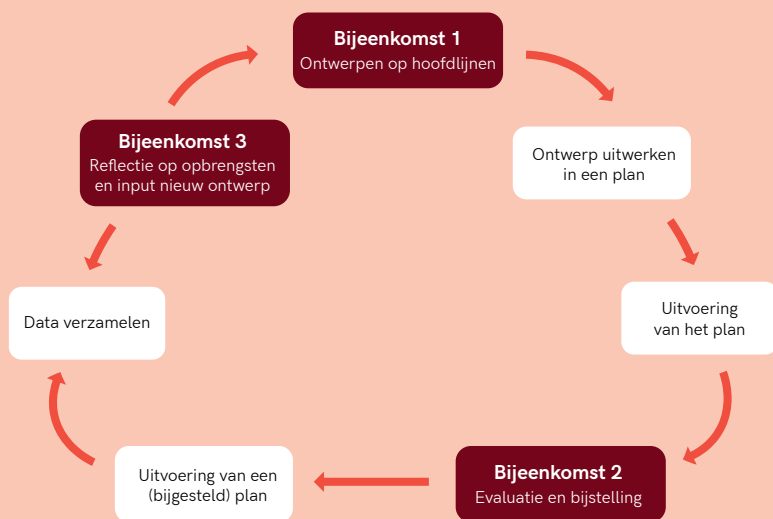 Bijeenkomst 1
Ontwerpen op hoofdlijnen
Ontwerp uitwerken
in een plan
Uitvoering
van het plan
Bijeenkomst 2
Evaluatie en bijstelling
Uitvoering van een
(bijgesteld) plan
Data verzamelen
Bijeenkomst 3
Reflectie op opbrengsten
en input nieuw ontwerp